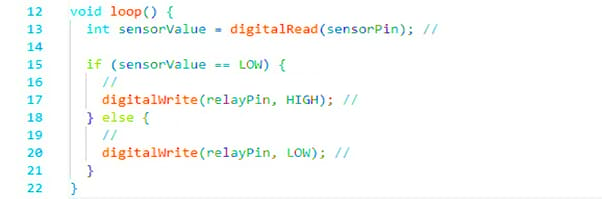 12 void loop() {
13 int sensorValue = digitalRead(sensorPin); //
14
15 if (sensorValue == LOW) {
16 //
17 digitalWrite(relayPin, HIGH); //
18 } else {
19 //
20 digitalWrite(relayPin, LOW); //
21 }
22 }